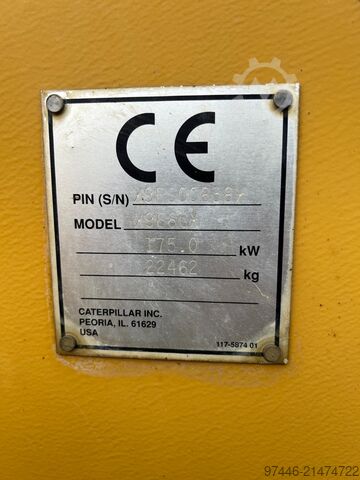 CE
PIN (S/N)
MODEL
175.0 kW
22462 kg
CATERPILLAR INC.
PEORIA, IL. 61629
USA
117-5874 01
97446-21474722